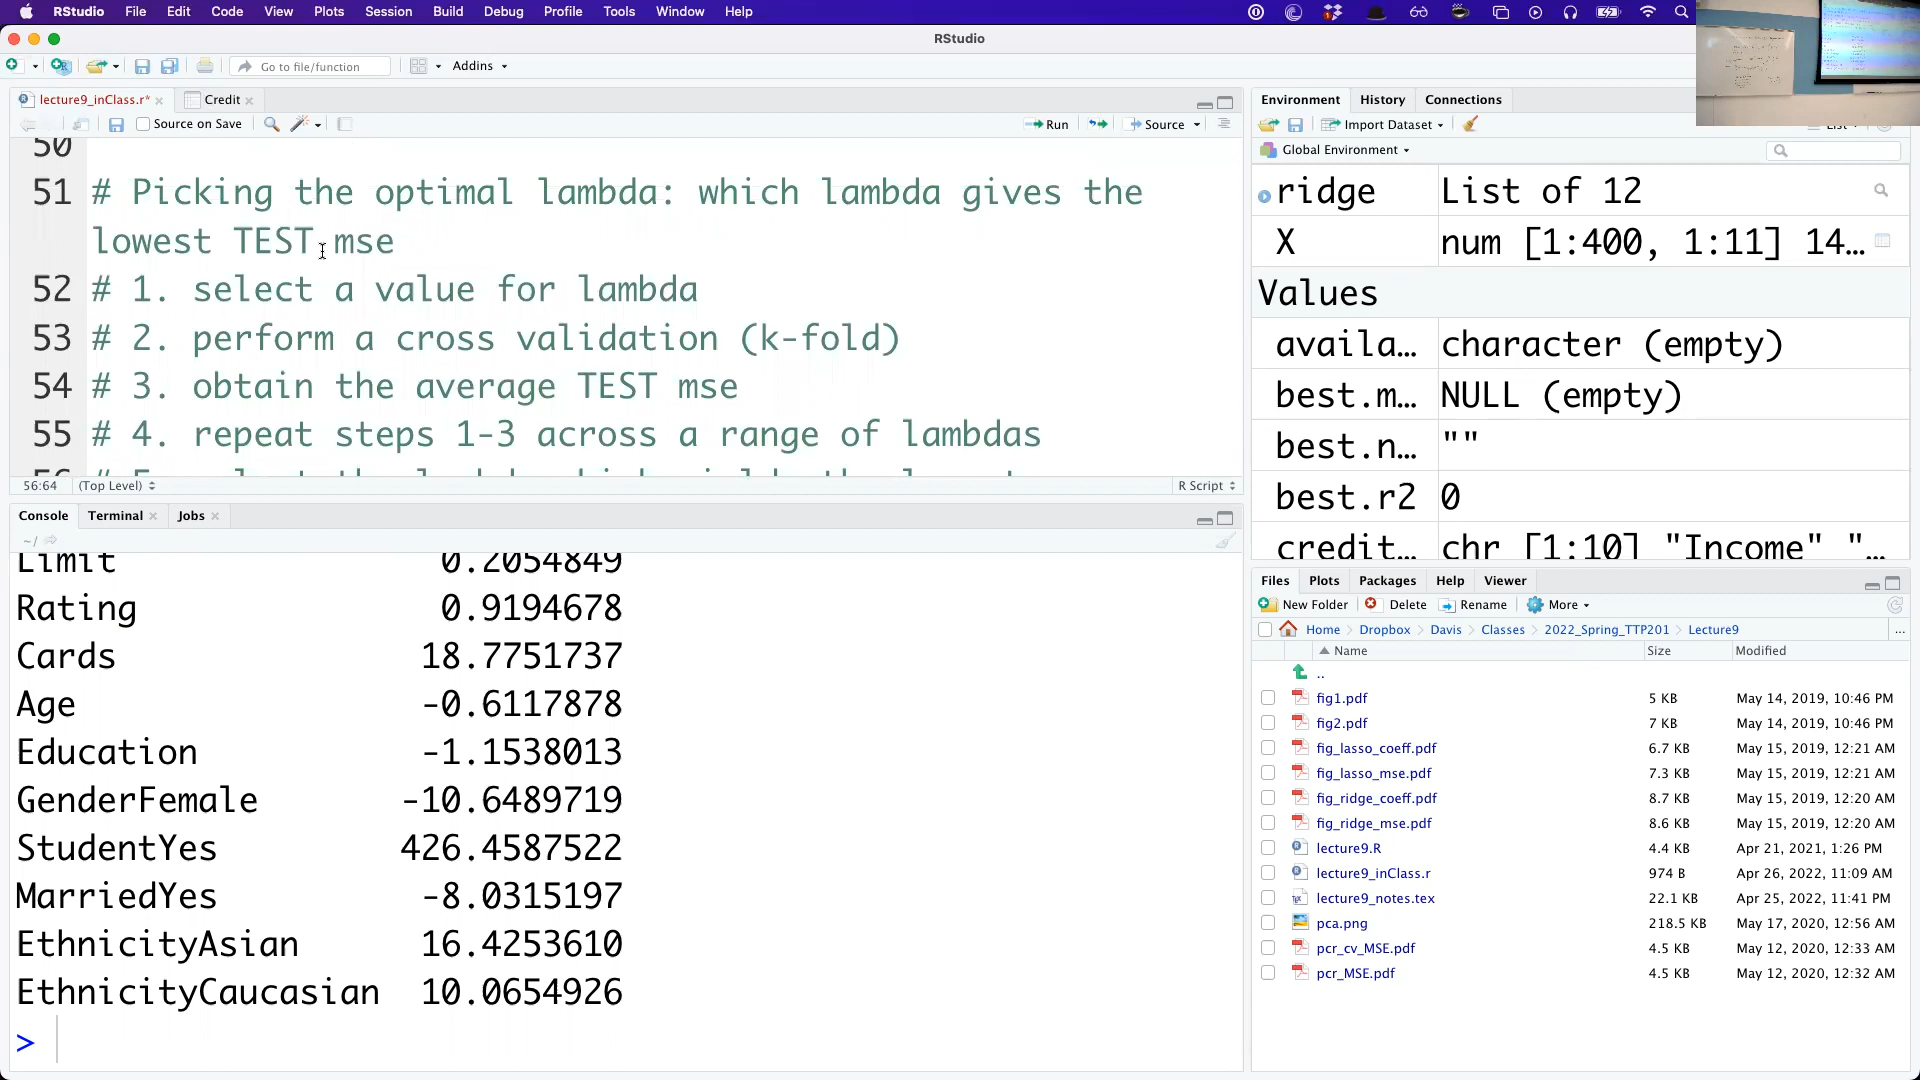 RStudio File Edit Code View Plots Session Build Debug Profile Tools Window Help
RStudio
Go to file/function Addins
lecture9_inClass.r* Credit
Source on Save Run Source
50
51 # Picking the optimal lambda: which lambda gives the
lowest TEST mse
52 # 1. select a value for lambda
53 # 2. perform a cross validation (k-fold)
54 # 3. obtain the average TEST mse
55 # 4. repeat steps 1-3 across a range of lambdas
56:64 (Top Level) R Script
Console Terminal Jobs
~/
Limit 0.2054849
Rating 0.9194678
Cards 18.7751737
Age -0.6117878
Education -1.1538013
GenderFemale -10.6489719
StudentYes 426.4587522
MarriedYes -8.0315197
EthnicityAsian 16.4253610
EthnicityCaucasian 10.0654926
>
Environment History Connections
Import Dataset
Global Environment
ridge List of 12
X num [1:400, 1:11] 14…
Values
availa… character (empty)
best.m… NULL (empty)
best.n… ""
best.r2 0
credit… chr [1:10] "Income" "…
Files Plots Packages Help Viewer
New Folder Delete Rename More
Home Dropbox Davis Classes 2022_Spring_TTP201 Lecture9 ...
Name Size Modified
..
fig1.pdf 5 KB May 14, 2019, 10:46 PM
fig2.pdf 7 KB May 14, 2019, 10:46 PM
fig_lasso_coeff.pdf 6.7 KB May 15, 2019, 12:21 AM
fig_lasso_mse.pdf 7.3 KB May 15, 2019, 12:21 AM
fig_ridge_coeff.pdf 8.7 KB May 15, 2019, 12:20 AM
fig_ridge_mse.pdf 8.6 KB May 15, 2019, 12:20 AM
lecture9.R 4.4 KB Apr 21, 2021, 1:26 PM
lecture9_inClass.r 974 B Apr 26, 2022, 11:09 AM
lecture9_notes.tex 22.1 KB Apr 25, 2022, 11:41 PM
pca.png 218.5 KB May 17, 2020, 12:56 AM
pcr_cv_MSE.pdf 4.5 KB May 12, 2020, 12:33 AM
pcr_MSE.pdf 4.5 KB May 12, 2020, 12:32 AM